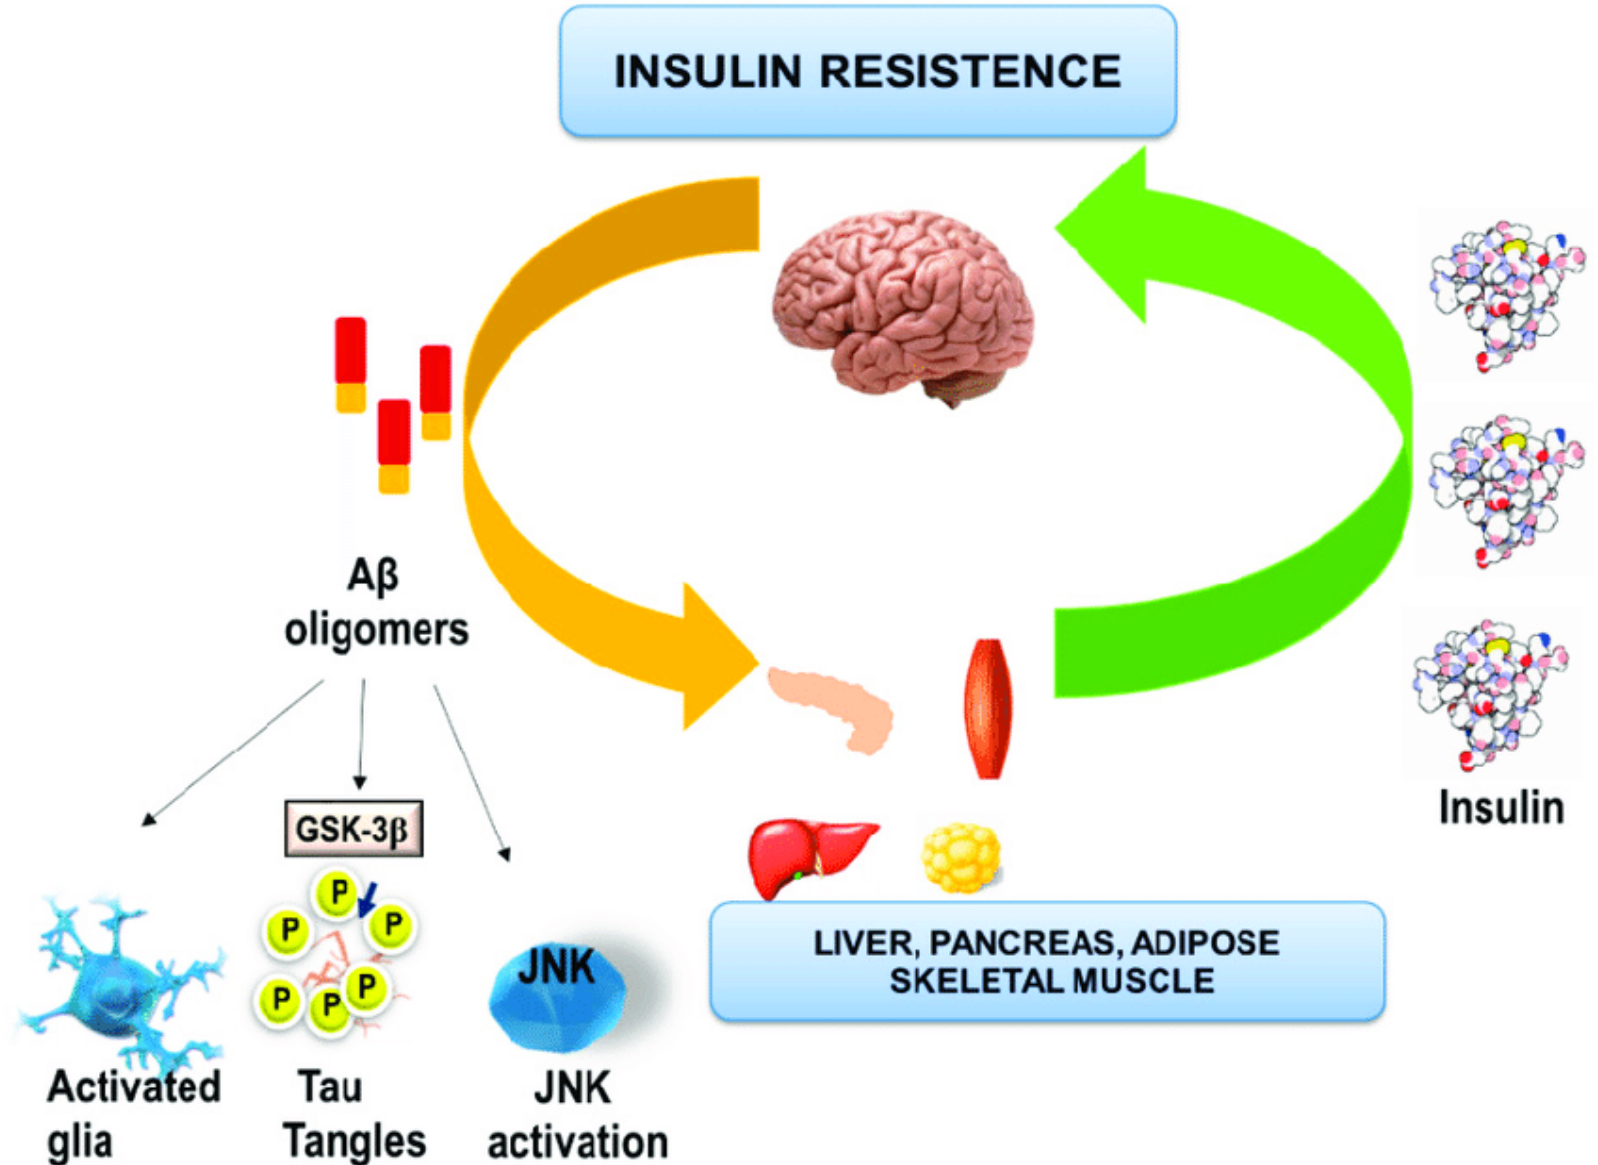 INSULIN RESISTENCE
Aβ
oligomers
Insulin
GSK-3β
P
P
P
P
P
P
JNK
LIVER, PANCREAS, ADIPOSE
SKELETAL MUSCLE
Activated
glia
Tau
Tangles
JNK
activation